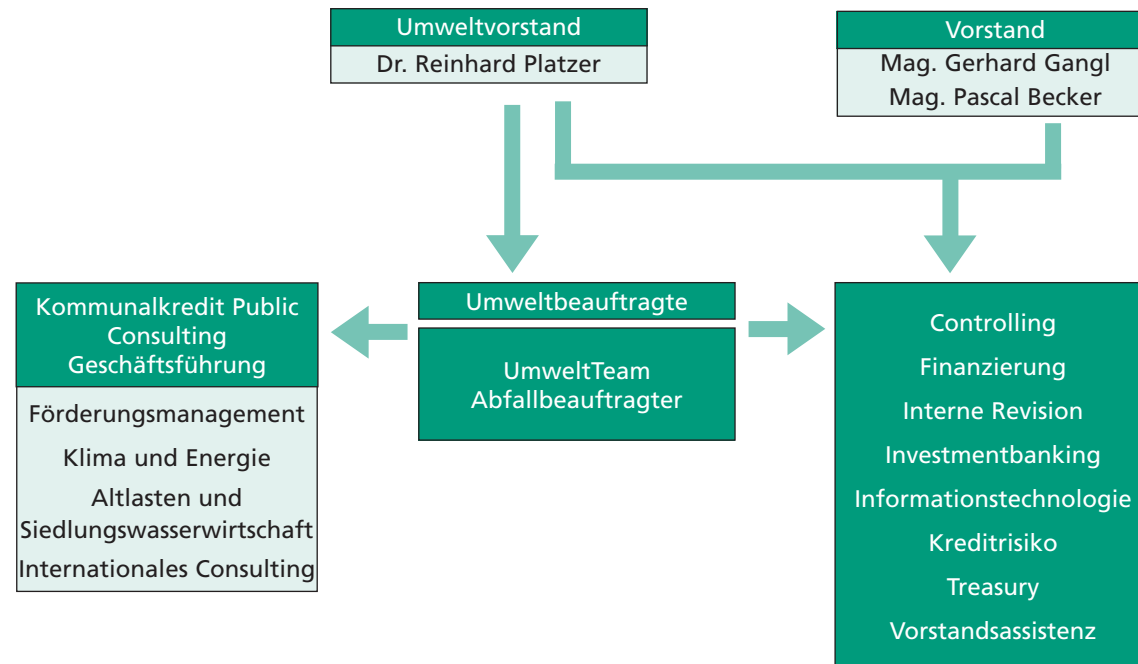 Umweltvorstand
Dr. Reinhard Platzer
Vorstand
Mag. Gerhard Gangl
Mag. Pascal Becker
Kommunalkredit Public
Consulting
Geschäftsführung
Förderungsmanagement
Klima und Energie
Altlasten und
Siedlungswasserwirtschaft
Internationales Consulting
Umweltbeauftragte
UmweltTeam
Abfallbeauftragter
Controlling
Finanzierung
Interne Revision
Investmentbanking
Informationstechnologie
Kreditrisiko
Treasury
Vorstandsassistenz